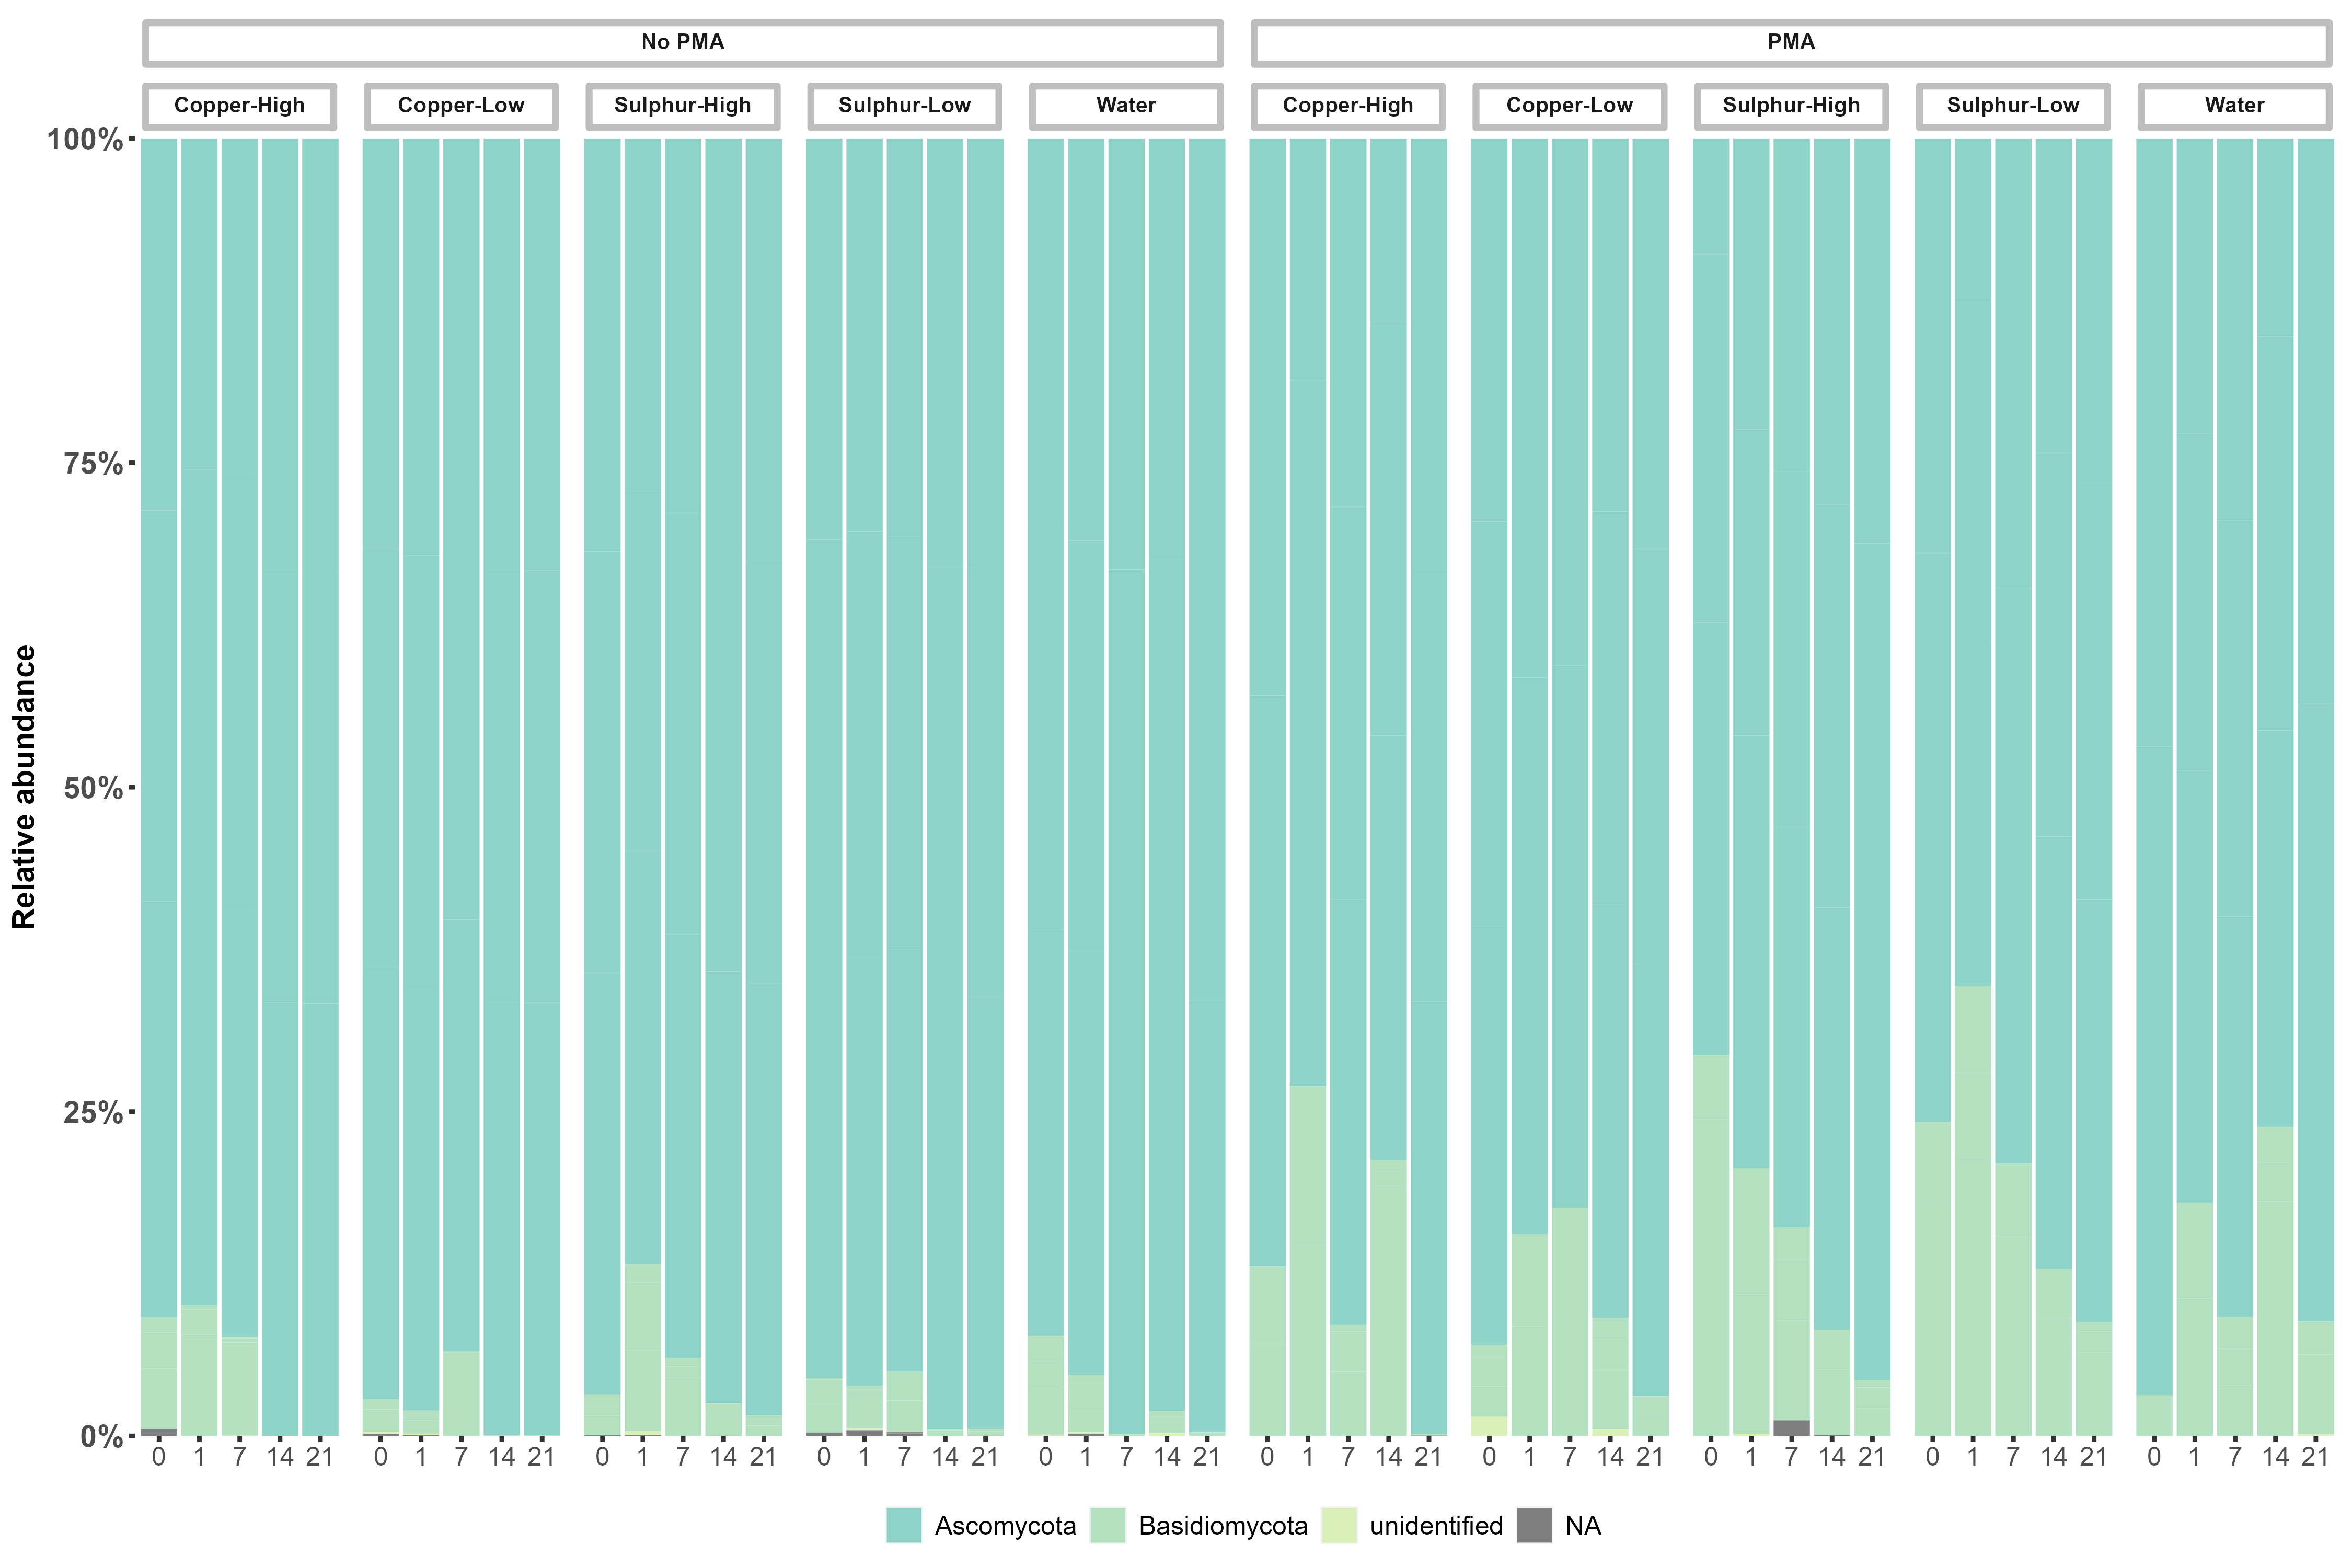 No PMA PMA
Copper-High Copper-Low Sulphur-High Sulphur-Low Water Copper-High Copper-Low Sulphur-High Sulphur-Low Water
100%
75%
50%
25%
0%
Relative abundance
0 1 7 14 21 0 1 7 14 21 0 1 7 14 21 0 1 7 14 21 0 1 7 14 21 0 1 7 14 21 0 1 7 14 21 0 1 7 14 21 0 1 7 14 21 0 1 7 14 21
Ascomycota Basidiomycota unidentified NA